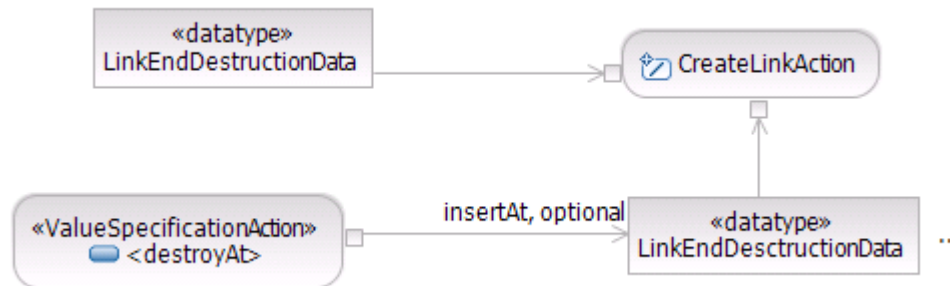 «datatype»
LinkEndDestructionData
CreateLinkAction
«ValueSpecificationAction»
<destroyAt>
insertAt, optional
«datatype»
LinkEndDesctructionData
..